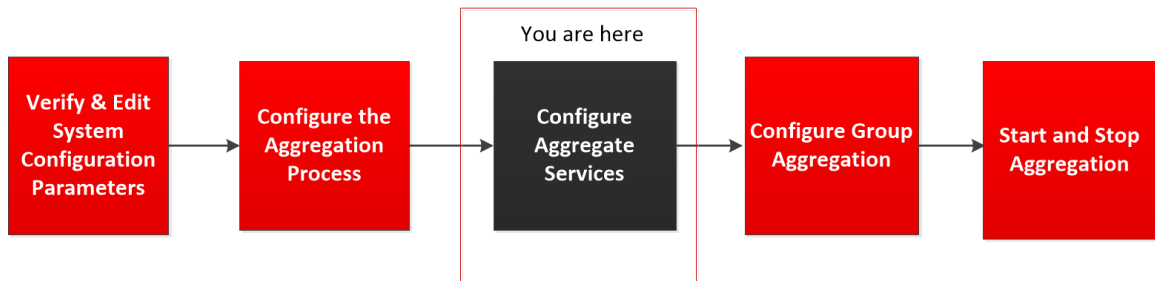 You are here
Verify & Edit
System
Configuration
Parameters
Configure the
Aggregation
Process
Configure
Aggregate
Services
Configure Group
Aggregation
Start and Stop
Aggregation